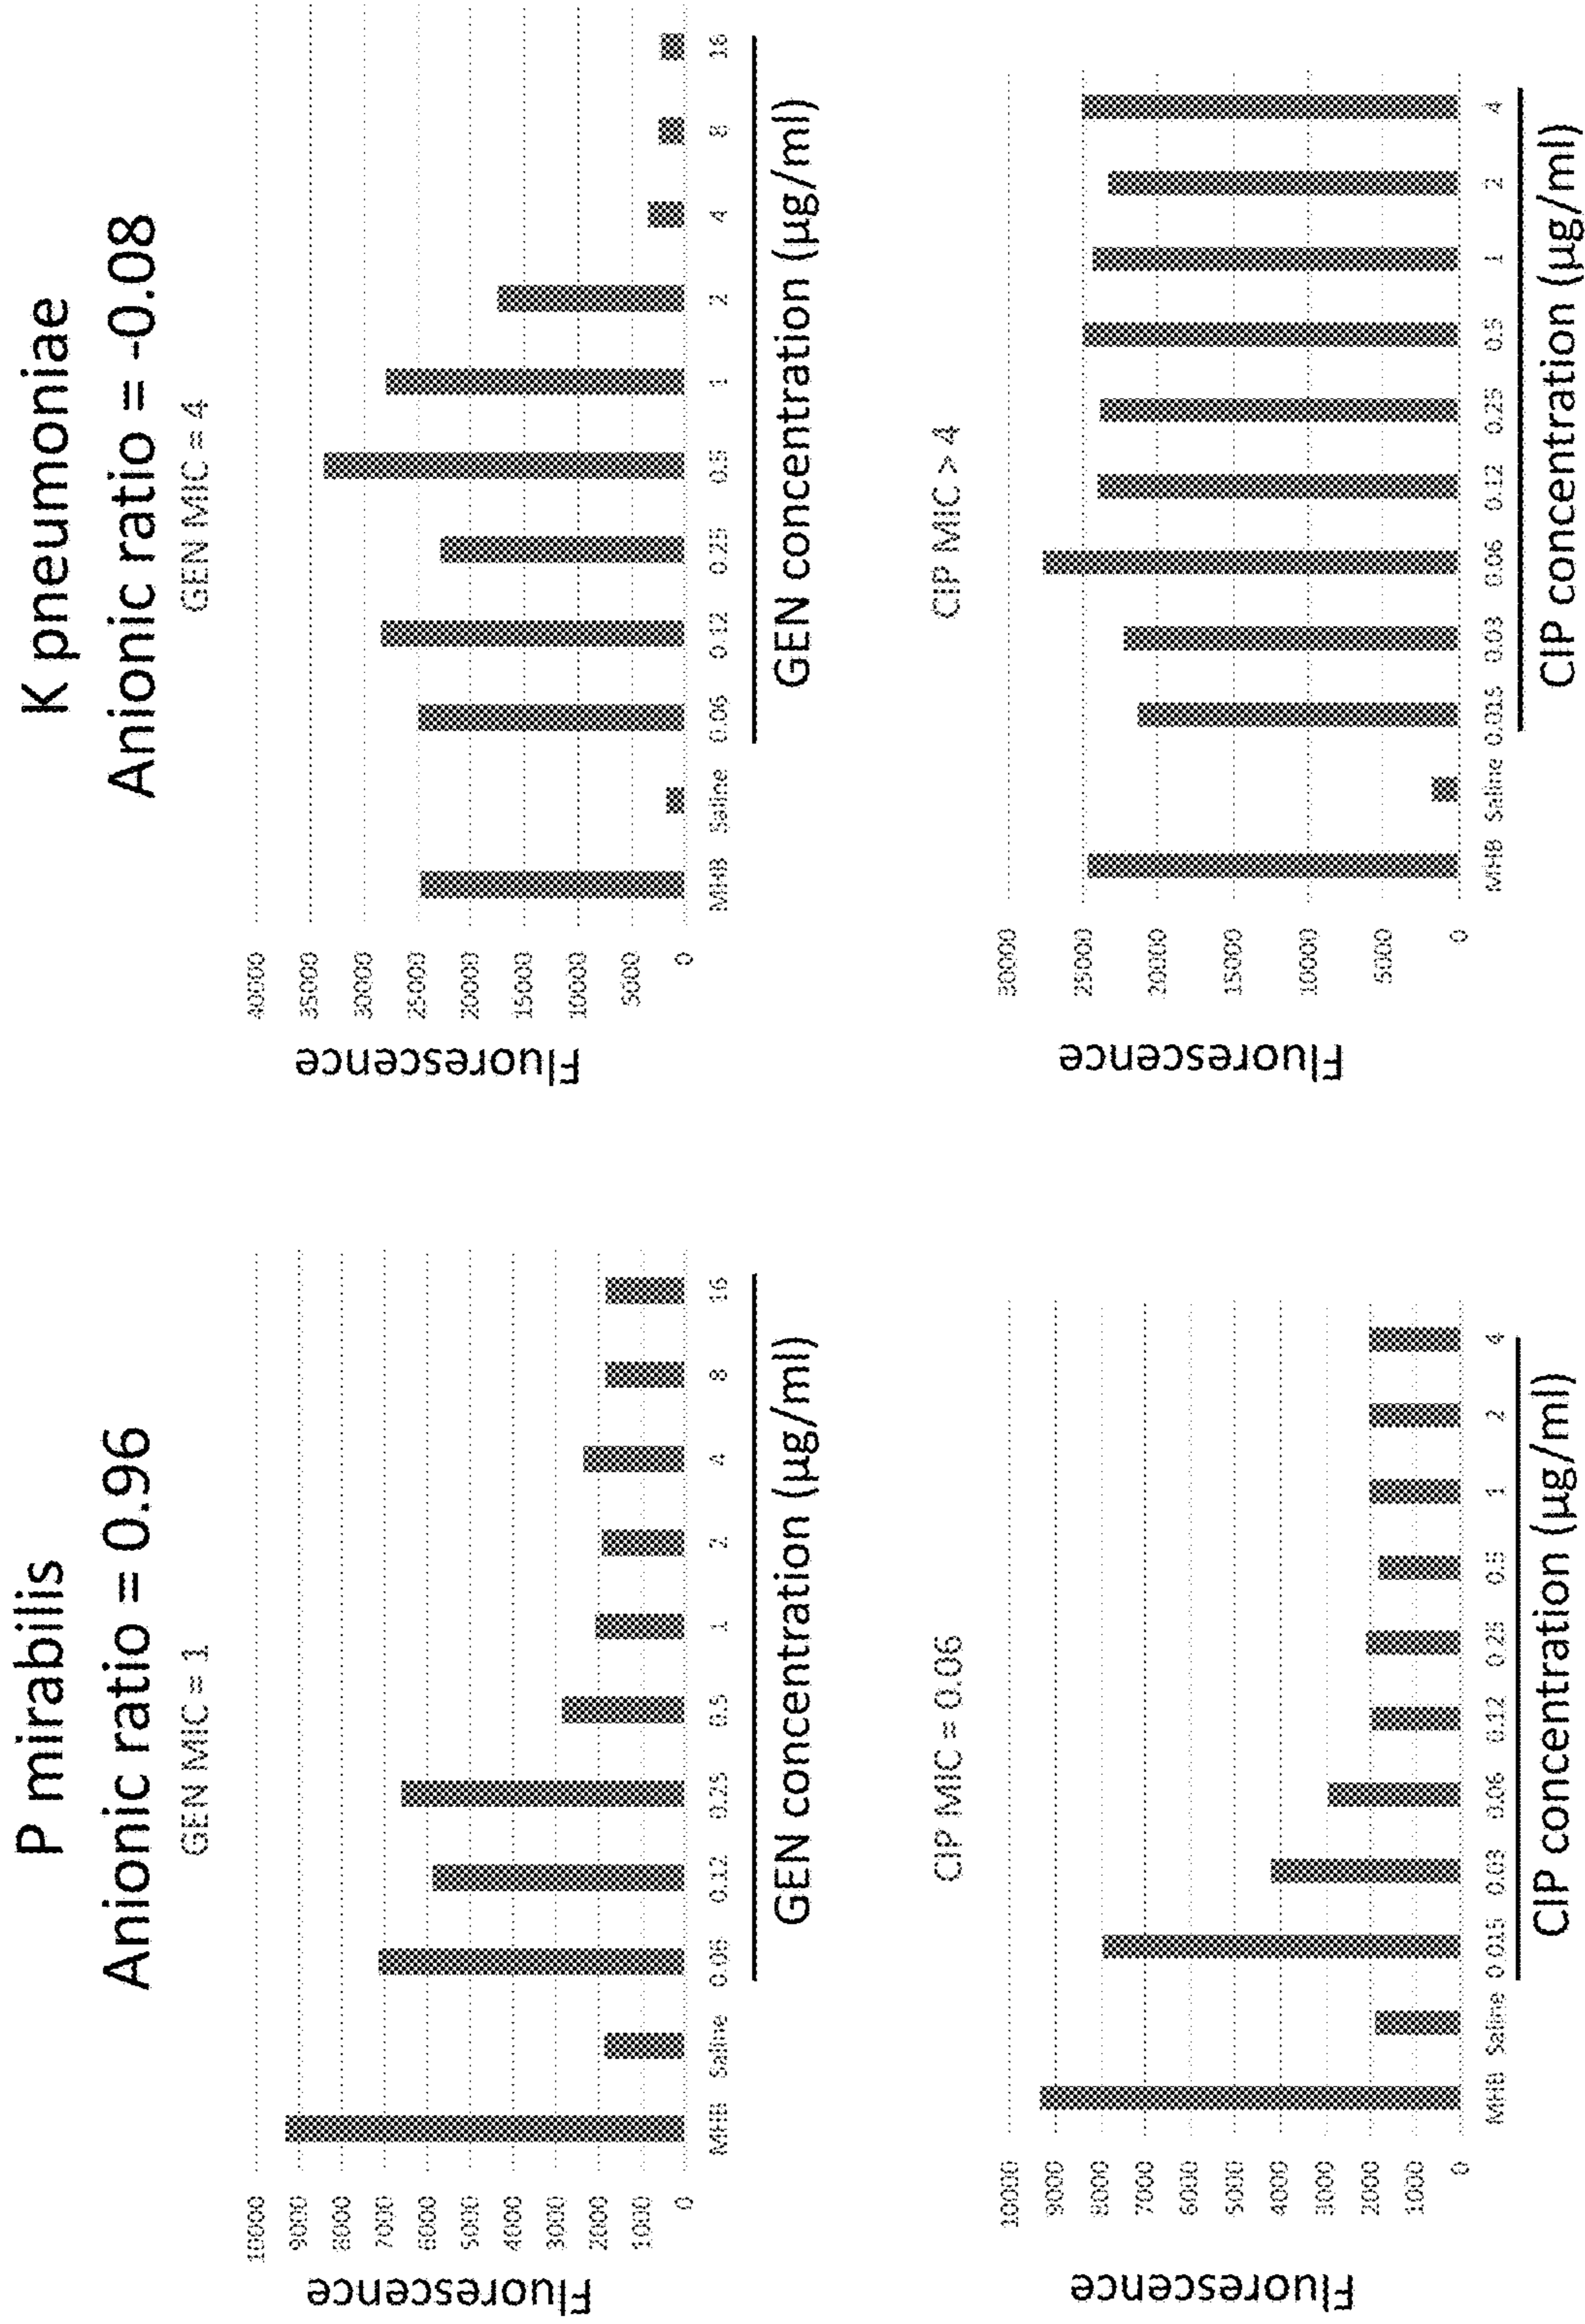 P mirabilis
Anionic ratio = 0.96
GEN MIC = 1
Fluorescence
10000
9000
8000
7000
6000
5000
4000
3000
2000
1000
0
MHB Saline 0.06 0.12 0.25 0.5 1 2 4 8 16
GEN concentration (µg/ml)
CIP MIC = 0.06
Fluorescence
10000
9000
8000
7000
6000
5000
4000
3000
2000
1000
0
MHB Saline 0.015 0.03 0.06 0.12 0.25 0.5 1 2 4
CIP concentration (µg/ml)
K pneumoniae
Anionic ratio = -0.08
GEN MIC = 4
Fluorescence
40000
35000
30000
25000
20000
15000
10000
5000
0
MHB Saline 0.06 0.12 0.25 0.5 1 2 4 8 16
GEN concentration (µg/ml)
CIP MIC > 4
Fluorescence
30000
25000
20000
15000
10000
5000
0
MHB Saline 0.015 0.03 0.06 0.12 0.25 0.5 1 2 4
CIP concentration (µg/ml)